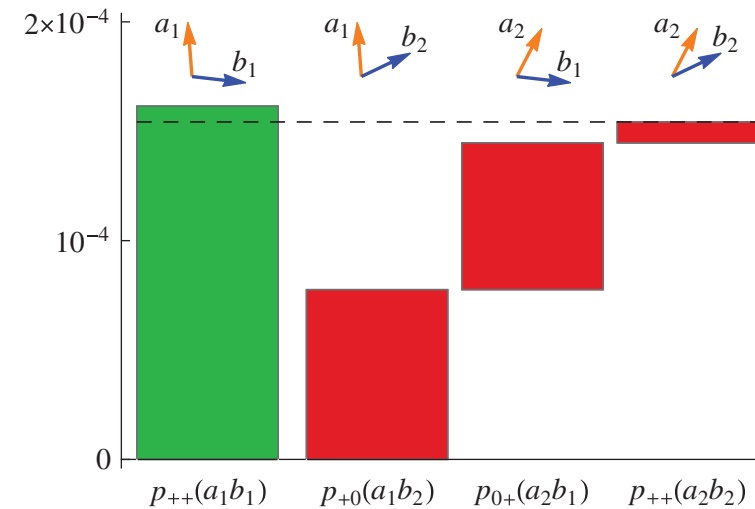 2×10⁻⁴
a₁ b₁ a₁ b₂ a₂ b₁ a₂ b₂
10⁻⁴
0
p₊₊(a₁b₁) p₊₀(a₁b₂) p₀₊(a₂b₁) p₊₊(a₂b₂)